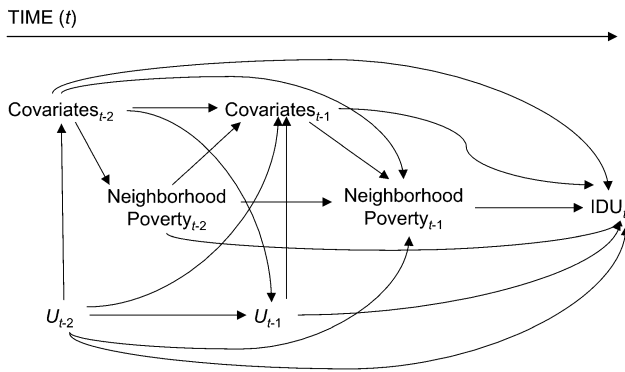 TIME (t)
Covariates t-2
Covariates t-1
Neighborhood
Poverty t-2
Neighborhood
Poverty t-1
IDU t
U t-2
U t-1